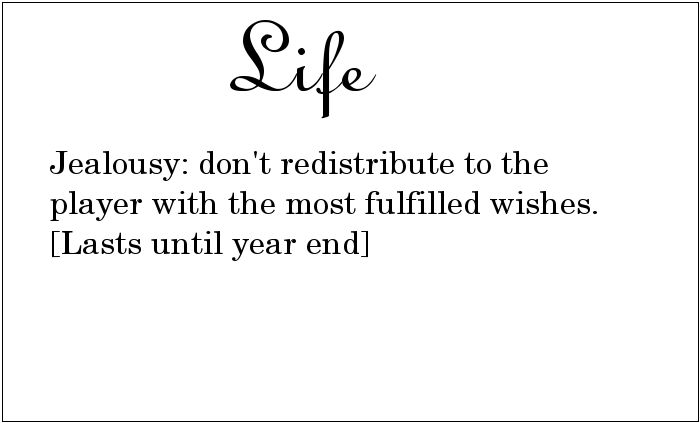 Life
Jealousy: don't redistribute to the
player with the most fulfilled wishes.
[Lasts until year end]